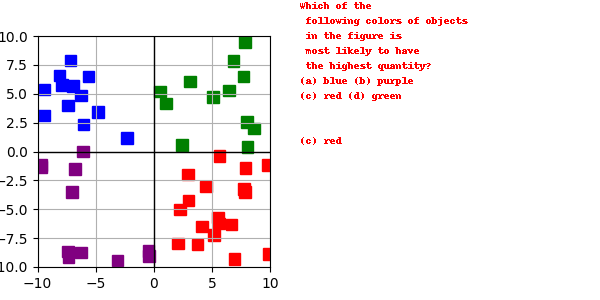 Which of the
following colors of objects
in the figure is
most likely to have
the highest quantity?
(a) blue (b) purple
(c) red (d) green
(c) red
10.0
7.5
5.0
2.5
0.0
−2.5
−5.0
−7.5
10.0
−10 −5 0 5 10